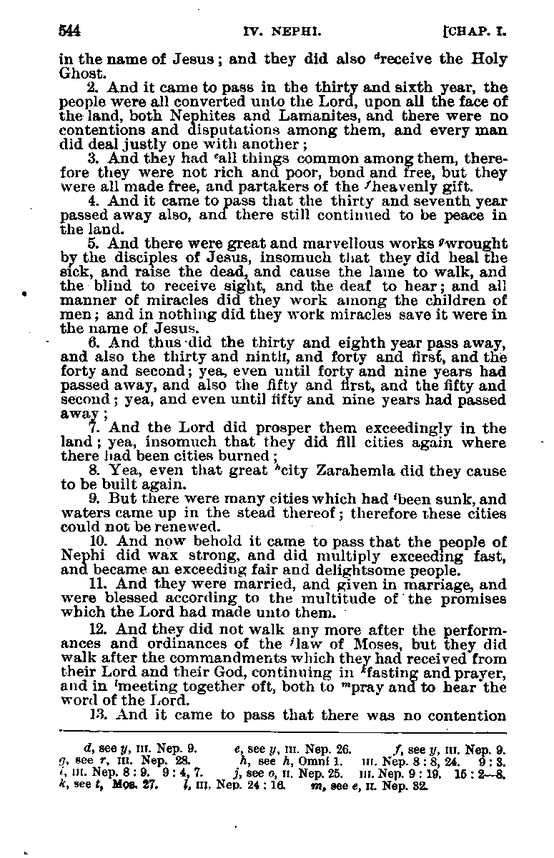 544 IV. NEPHI. [CHAP. I.
in the name of Jesus; and they did also ᵈreceive the Holy
Ghost.
2. And it came to pass in the thirty and sixth year, the
people were all converted unto the Lord, upon all the face of
the land, both Nephites and Lamanites, and there were no
contentions and disputations among them, and every man
did deal justly one with another;
3. And they had ᵉall things common among them, there-
fore they were not rich and poor, bond and free, but they
were all made free, and partakers of the ᶠheavenly gift.
4. And it came to pass that the thirty and seventh year
passed away also, and there still continued to be peace in
the land.
5. And there were great and marvellous works ᵍwrought
by the disciples of Jesus, insomuch that they did heal the
sick, and raise the dead, and cause the lame to walk, and
the blind to receive sight, and the deaf to hear; and all
manner of miracles did they work among the children of
men; and in nothing did they work miracles save it were in
the name of Jesus.
6. And thus did the thirty and eighth year pass away,
and also the thirty and ninth, and forty and first, and the
forty and second; yea, even until forty and nine years had
passed away, and also the fifty and first, and the fifty and
second; yea, and even until fifty and nine years had passed
away;
7. And the Lord did prosper them exceedingly in the
land; yea, insomuch that they did fill cities again where
there had been cities burned;
8. Yea, even that great ʰcity Zarahemla did they cause
to be built again.
9. But there were many cities which had ⁱbeen sunk, and
waters came up in the stead thereof; therefore these cities
could not be renewed.
10. And now behold it came to pass that the people of
Nephi did wax strong, and did multiply exceeding fast,
and became an exceeding fair and delightsome people.
11. And they were married, and given in marriage, and
were blessed according to the multitude of the promises
which the Lord had made unto them.
12. And they did not walk any more after the perform-
ances and ordinances of the ʲlaw of Moses, but they did
walk after the commandments which they had received from
their Lord and their God, continuing in ᵏfasting and prayer,
and in ˡmeeting together oft, both to ᵐpray and to hear the
word of the Lord.
13. And it came to pass that there was no contention
d, see y, III. Nep. 9. e, see y, III. Nep. 26. f, see y, III. Nep. 9.
g, see r, III. Nep. 28. h, see h, Omni 1. III. Nep. 8:8, 24. 9:3.
i, III. Nep. 8:9. 9:4, 7. j, see o, II. Nep. 25. III. Nep. 9:19. 15:2—8.
k, see t, Mos. 27. l, III. Nep. 24:16. m, see e, II. Nep. 32.